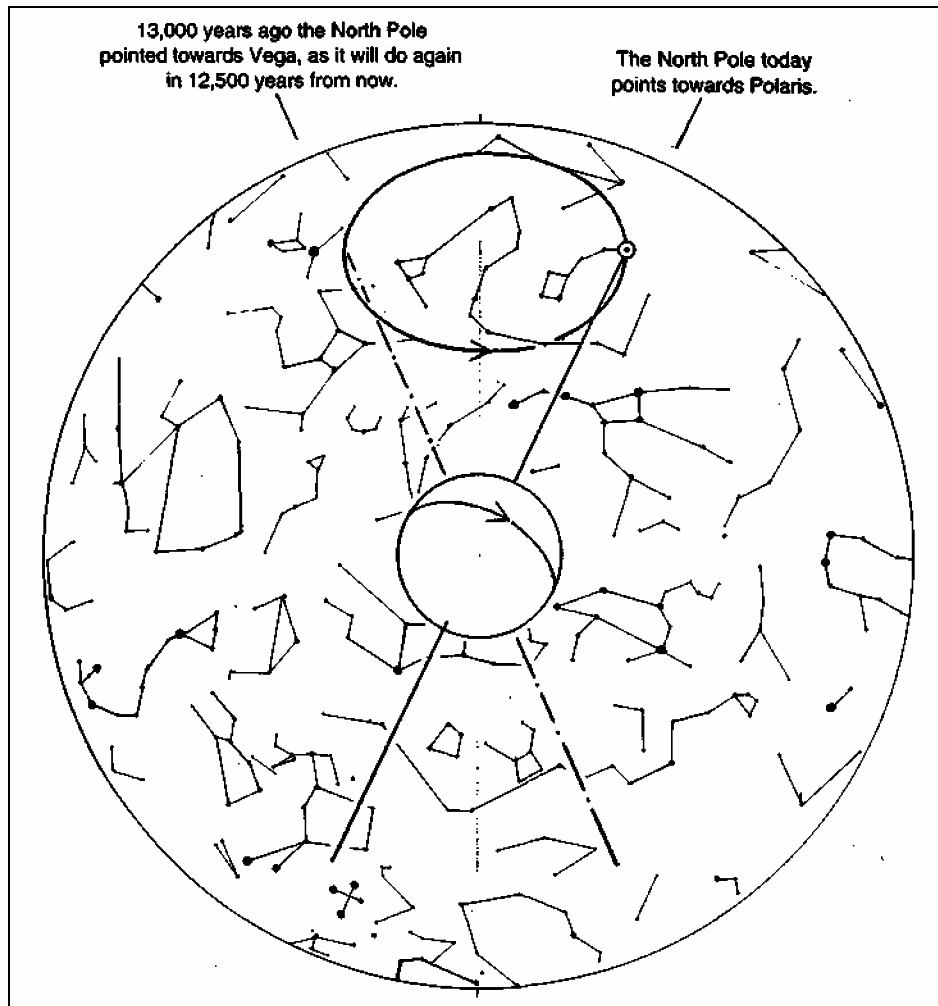 13,000 years ago the North Pole
pointed towards Vega, as it will do again
in 12,500 years from now.
The North Pole today
points towards Polaris.